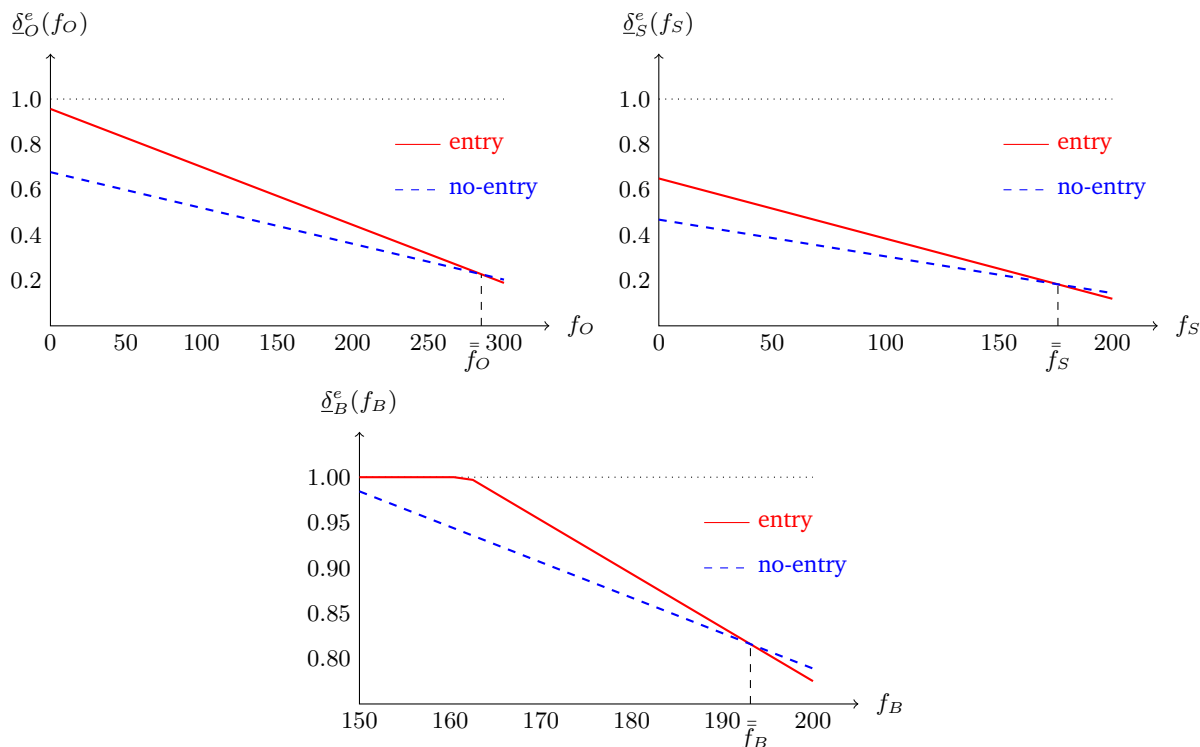 δ̲ᵉ_O(f_O)
1.0
0.8
0.6
0.4
0.2
entry
no-entry
0 50 100 150 200 250 300 f_O
f̿_O
δ̲ᵉ_S(f_S)
1.0
0.8
0.6
0.4
0.2
entry
no-entry
0 50 100 150 200 f_S
f̿_S
δ̲ᵉ_B(f_B)
1.00
0.95
0.90
0.85
0.80
entry
no-entry
150 160 170 180 190 200 f_B
f̿_B